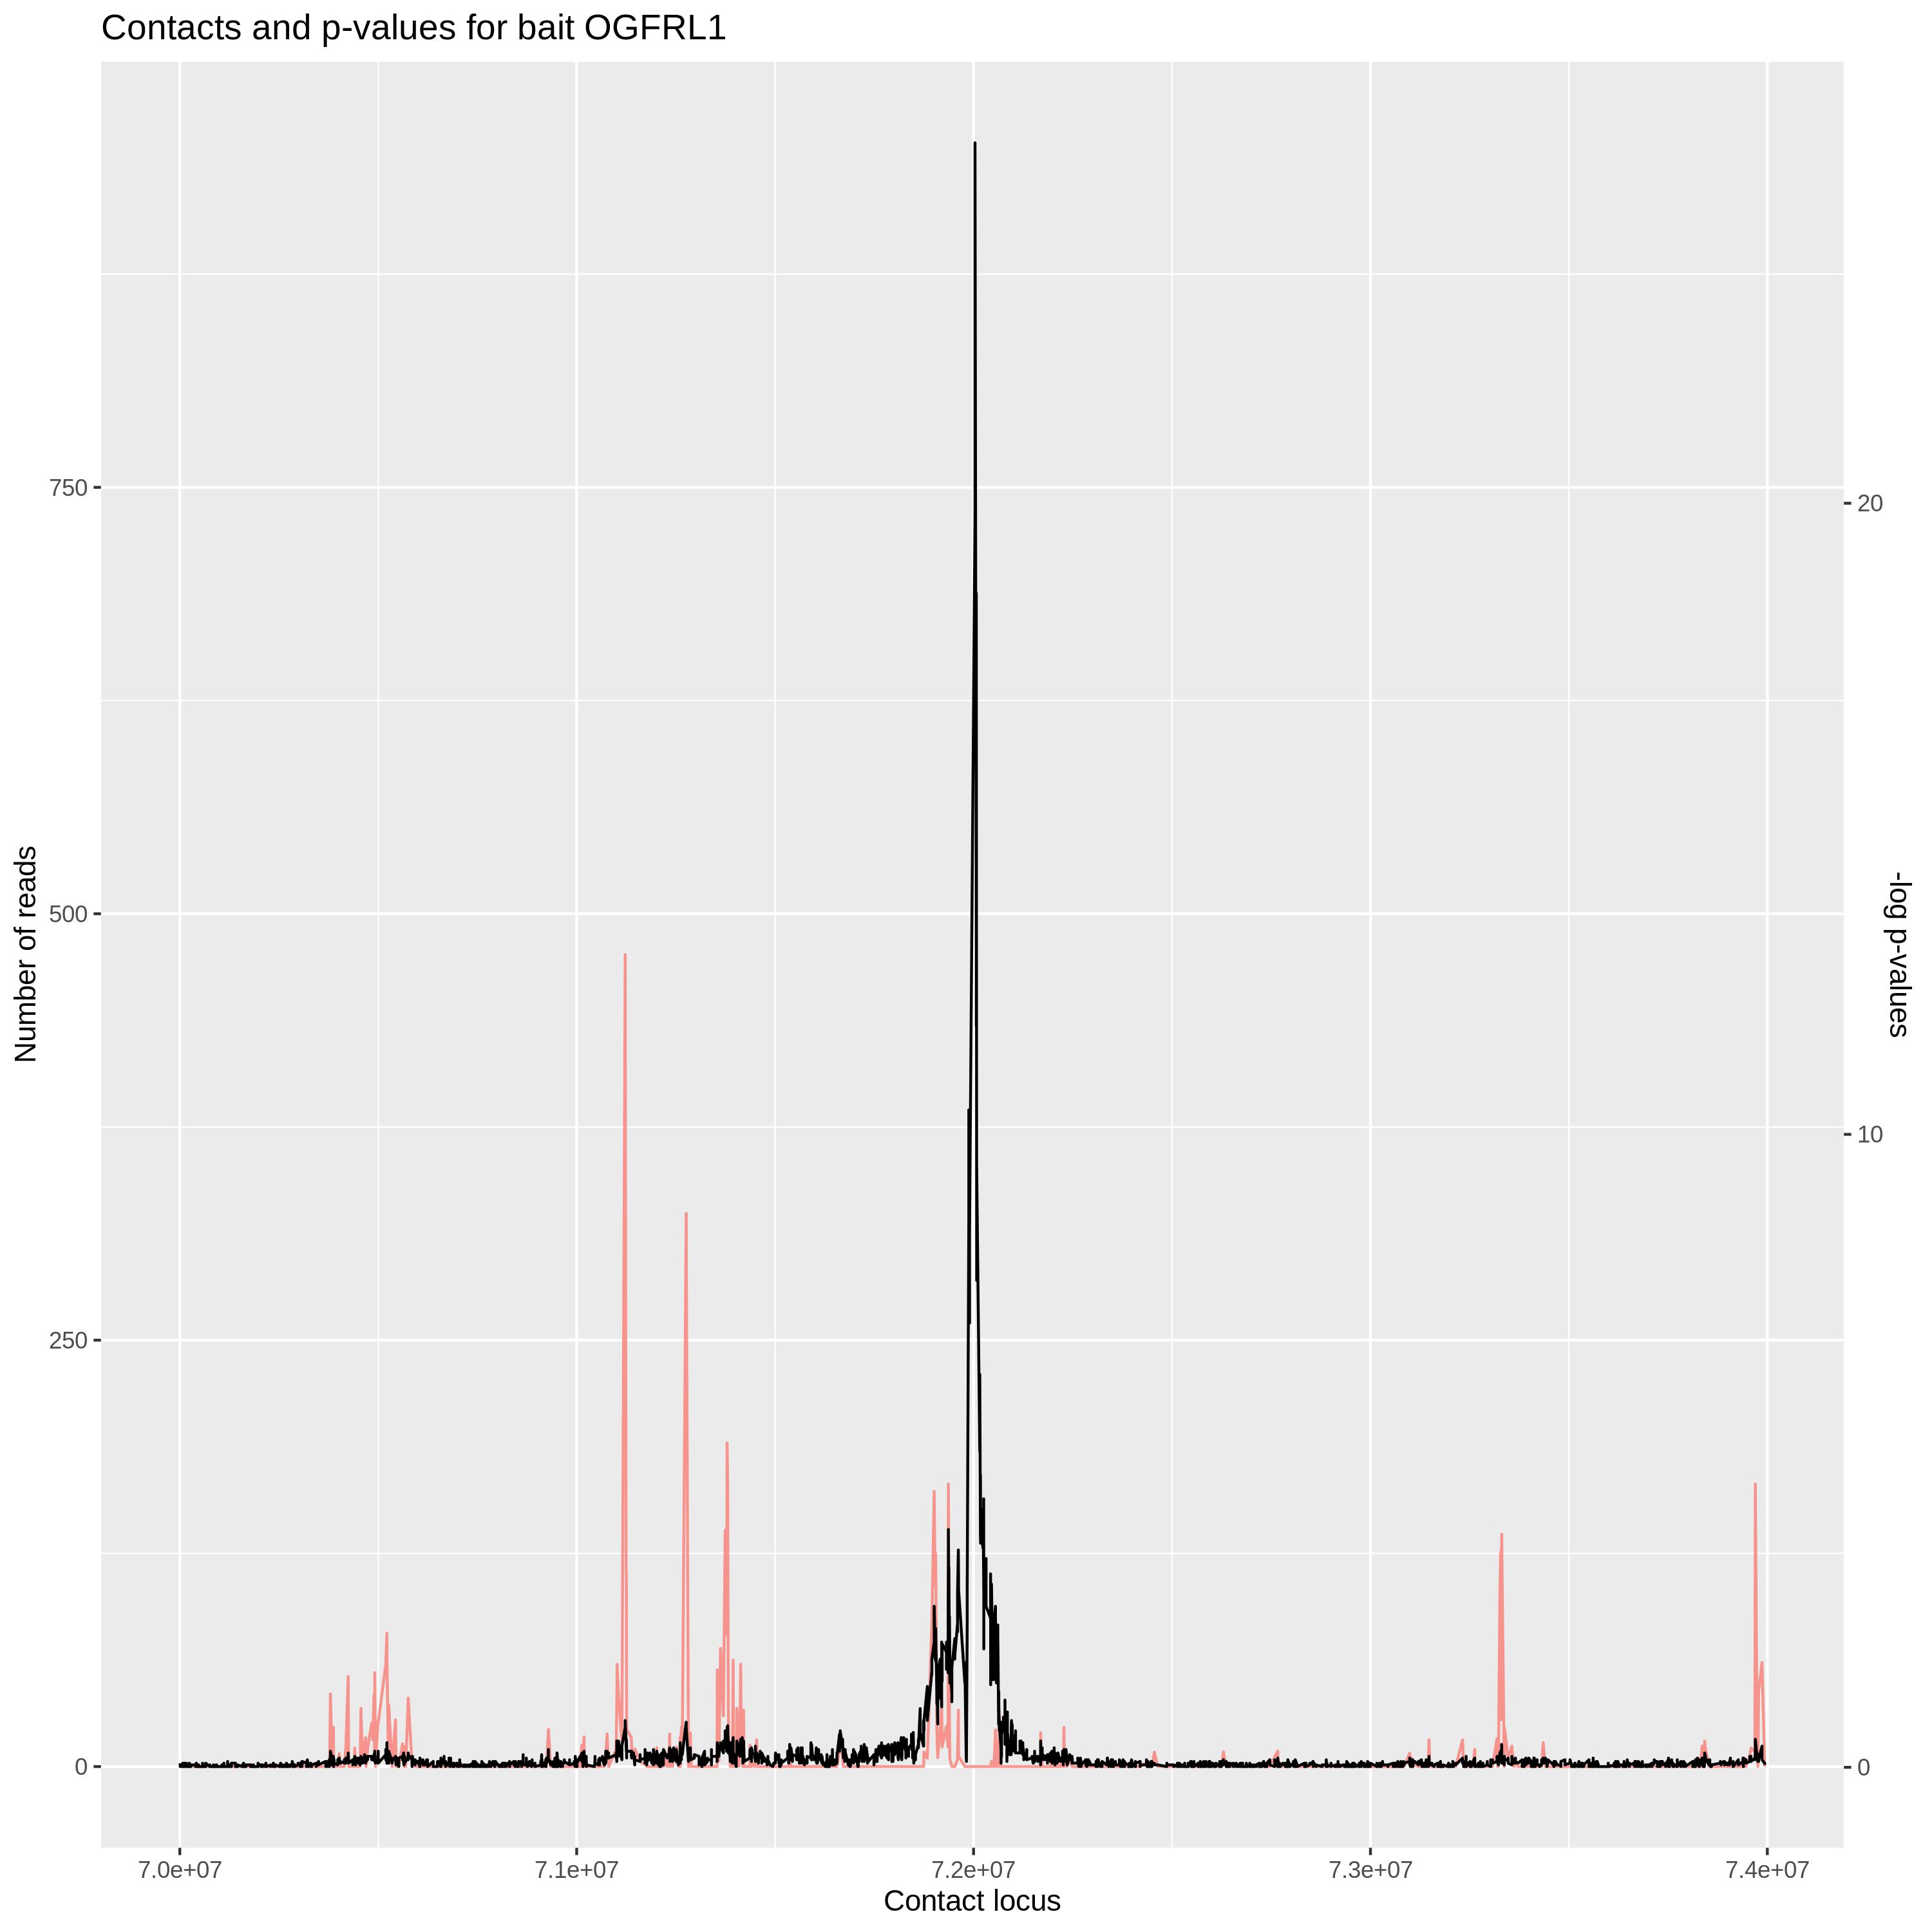 Contacts and p-values for bait OGFRL1
Number of reads
750
500
250
0
20
10
0
-log p-values
7.0e+07
7.1e+07
7.2e+07
7.3e+07
7.4e+07
Contact locus